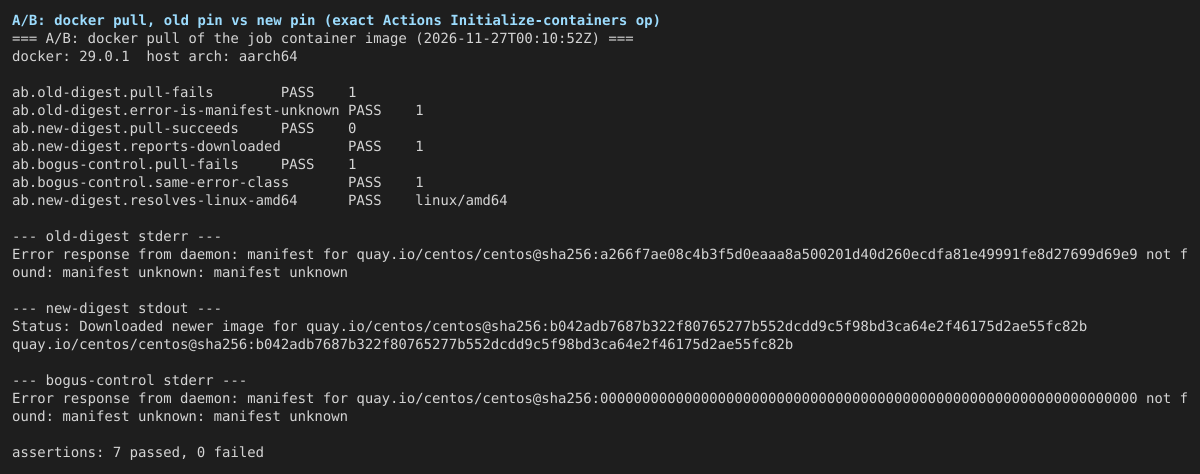 A/B: docker pull, old pin vs new pin (exact Actions Initialize-containers op)
=== A/B: docker pull of the job container image (2026-11-27T00:10:52Z) ===
docker: 29.0.1  host arch: aarch64

ab.old-digest.pull-fails        PASS    1
ab.old-digest.error-is-manifest-unknown PASS    1
ab.new-digest.pull-succeeds     PASS    0
ab.new-digest.reports-downloaded        PASS    1
ab.bogus-control.pull-fails     PASS    1
ab.bogus-control.same-error-class       PASS    1
ab.new-digest.resolves-linux-amd64      PASS    linux/amd64

--- old-digest stderr ---
Error response from daemon: manifest for quay.io/centos/centos@sha256:a266f7ae08c4b3f5d0eaaa8a500201d40d260ecdfa81e49991fe8d27699d69e9 not f
ound: manifest unknown: manifest unknown

--- new-digest stdout ---
Status: Downloaded newer image for quay.io/centos/centos@sha256:b042adb7687b322f80765277b552dcdd9c5f98bd3ca64e2f46175d2ae55fc82b
quay.io/centos/centos@sha256:b042adb7687b322f80765277b552dcdd9c5f98bd3ca64e2f46175d2ae55fc82b

--- bogus-control stderr ---
Error response from daemon: manifest for quay.io/centos/centos@sha256:0000000000000000000000000000000000000000000000000000000000000000 not f
ound: manifest unknown: manifest unknown

assertions: 7 passed, 0 failed